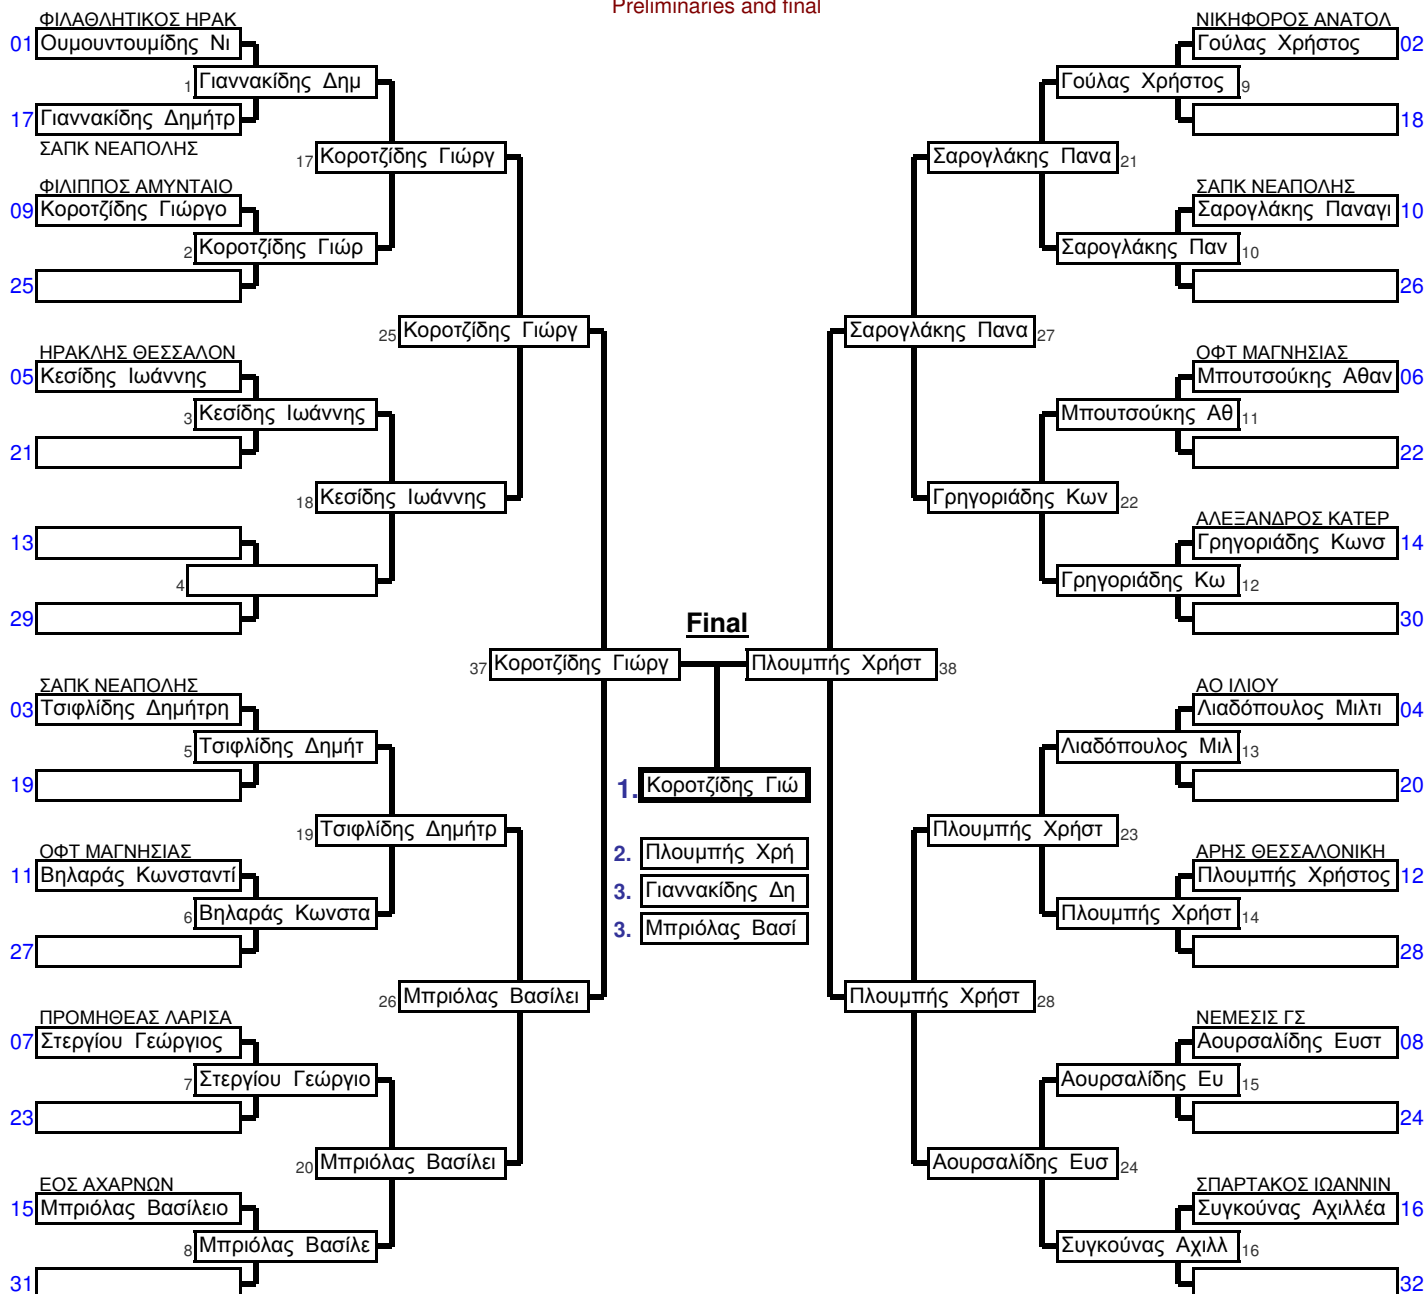 Preliminaries and final
ΦΙΛΑΘΛΗΤΙΚΟΣ ΗΡΑΚ
ΝΙΚΗΦΟΡΟΣ ΑΝΑΤΟΛ
01 Ουμουντουμίδης Νι
Γούλας Χρήστος 02
1 Γιαννακίδης Δημ
Γούλας Χρήστος 9
17 Γιαννακίδης Δημήτρ
18
ΣΑΠΚ ΝΕΑΠΟΛΗΣ
17 Κοροτζίδης Γιώργ
Σαρογλάκης Πανα 21
ΦΙΛΙΠΠΟΣ ΑΜΥΝΤΑΙΟ
ΣΑΠΚ ΝΕΑΠΟΛΗΣ
09 Κοροτζίδης Γιώργο
Σαρογλάκης Παναγι 10
2 Κοροτζίδης Γιώρ
Σαρογλάκης Παν 10
25
26
25 Κοροτζίδης Γιώργ
Σαρογλάκης Πανα 27
ΗΡΑΚΛΗΣ ΘΕΣΣΑΛΟΝ
ΟΦΤ ΜΑΓΝΗΣΙΑΣ
05 Κεσίδης Ιωάννης
Μπουτσούκης Αθαν 06
3 Κεσίδης Ιωάννης
Μπουτσούκης Αθ 11
21
22
18 Κεσίδης Ιωάννης
Γρηγοριάδης Κων 22
ΑΛΕΞΑΝΔΡΟΣ ΚΑΤΕΡ
13
Γρηγοριάδης Κωνσ 14
4
Γρηγοριάδης Κω 12
29
30
Final
37 Κοροτζίδης Γιώργ
Πλουμπής Χρήστ 38
ΣΑΠΚ ΝΕΑΠΟΛΗΣ
ΑΟ ΙΛΙΟΥ
03 Τσιφλίδης Δημήτρη
Λιαδόπουλος Μιλτι 04
5 Τσιφλίδης Δημήτ
Λιαδόπουλος Μιλ 13
19
1. Κοροτζίδης Γιώ
20
19 Τσιφλίδης Δημήτρ
Πλουμπής Χρήστ 23
ΟΦΤ ΜΑΓΝΗΣΙΑΣ
2. Πλουμπής Χρή
ΑΡΗΣ ΘΕΣΣΑΛΟΝΙΚΗ
11 Βηλαράς Κωνσταντί
3. Γιαννακίδης Δη
Πλουμπής Χρήστος 12
6 Βηλαράς Κωνστα
3. Μπριόλας Βασί
Πλουμπής Χρήστ 14
27
28
26 Μπριόλας Βασίλει
Πλουμπής Χρήστ 28
ΠΡΟΜΗΘΕΑΣ ΛΑΡΙΣΑ
ΝΕΜΕΣΙΣ ΓΣ
07 Στεργίου Γεώργιος
Αουρσαλίδης Ευστ 08
7 Στεργίου Γεώργιο
Αουρσαλίδης Ευ 15
23
24
20 Μπριόλας Βασίλει
Αουρσαλίδης Ευσ 24
ΕΟΣ ΑΧΑΡΝΩΝ
ΣΠΑΡΤΑΚΟΣ ΙΩΑΝΝΙΝ
15 Μπριόλας Βασίλειο
Συγκούνας Αχιλλέα 16
8 Μπριόλας Βασίλε
Συγκούνας Αχιλλ 16
31
32